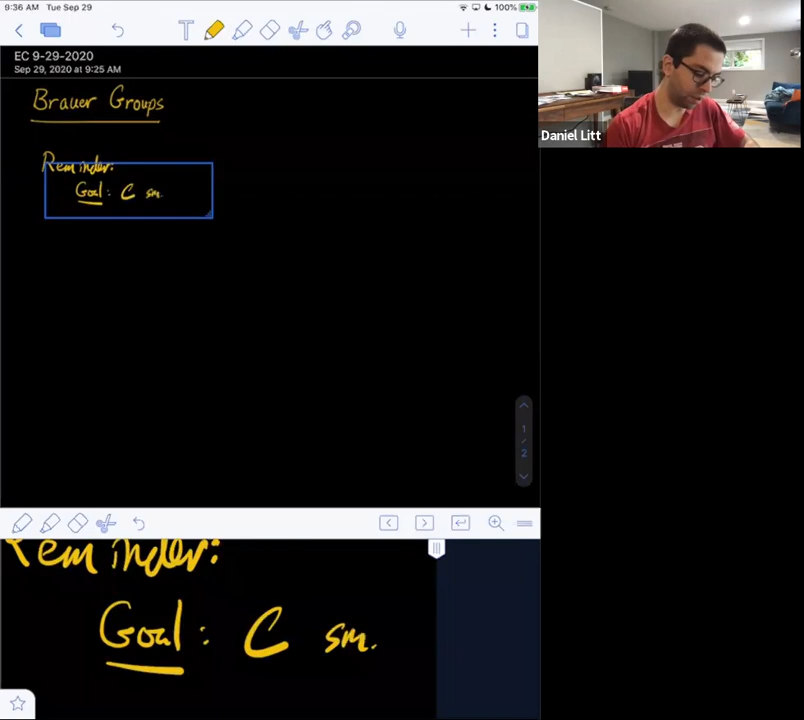 9:36 AM Tue Sep 29
100%
EC 9-29-2020
Sep 29, 2020 at 9:25 AM
Brauer Groups
Reminder:
Goal: C sm.
1
/
2
Reminder:
Goal: C sm.
Daniel Litt